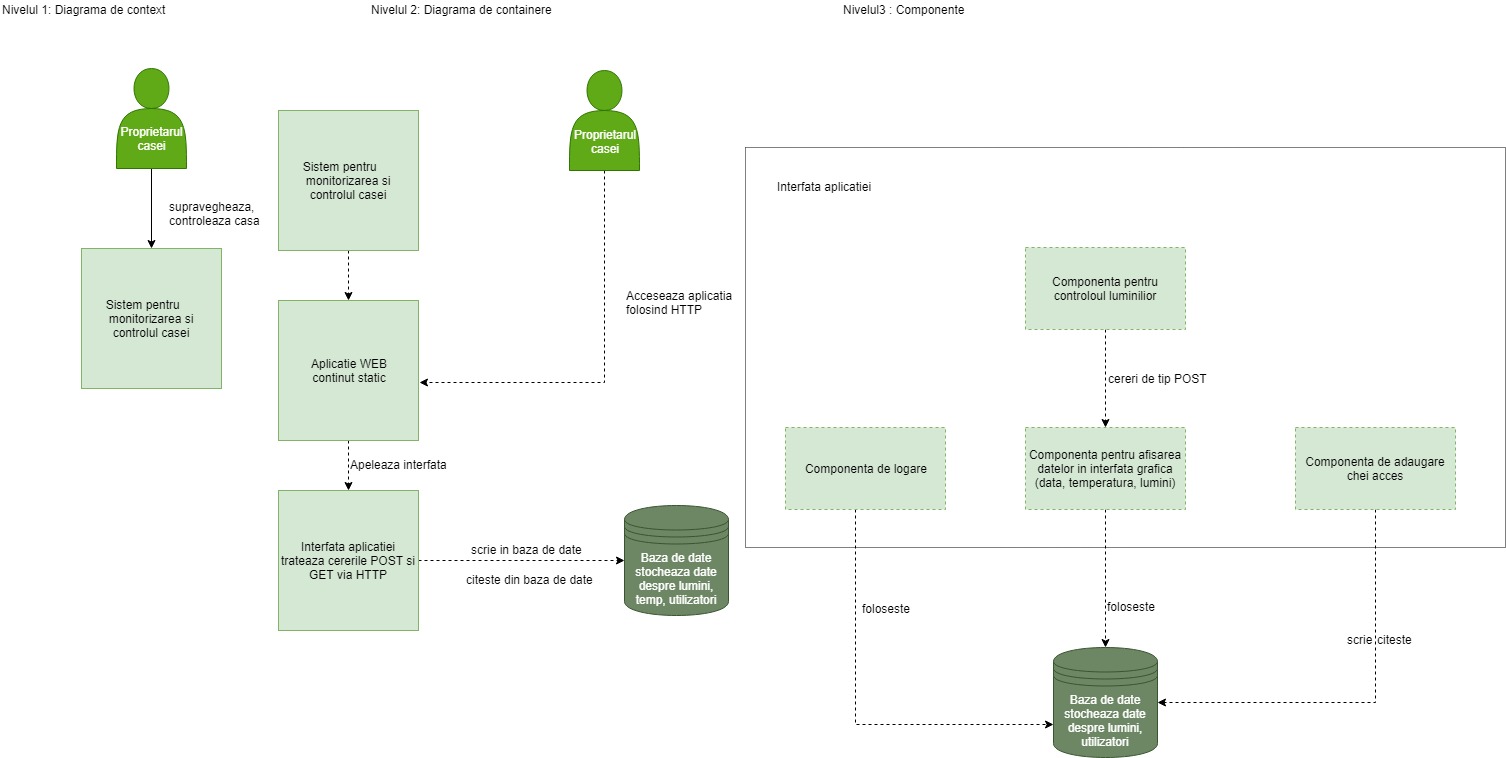 Nivelul 1: Diagrama de context
Nivelul 2: Diagrama de containere
Nivelul3 : Componente
Proprietarul
casei
supravegheaza,
controleaza casa
Sistem pentru
monitorizarea si
controlul casei
Sistem pentru
monitorizarea si
controlul casei
Proprietarul
casei
Acceseaza aplicatia
folosind HTTP
Aplicatie WEB
continut static
Apeleaza interfata
Interfata aplicatiei
trateaza cererile POST si
GET via HTTP
scrie in baza de date
citeste din baza de date
Baza de date
stocheaza date
despre lumini,
temp, utilizatori
Interfata aplicatiei
Componenta pentru
controloul luminilior
cereri de tip POST
Componenta de logare
Componenta pentru afisarea
datelor in interfata grafica
(data, temperatura, lumini)
Componenta de adaugare
chei acces
foloseste
foloseste
scrie citeste
Baza de date
stocheaza date
despre lumini,
utilizatori